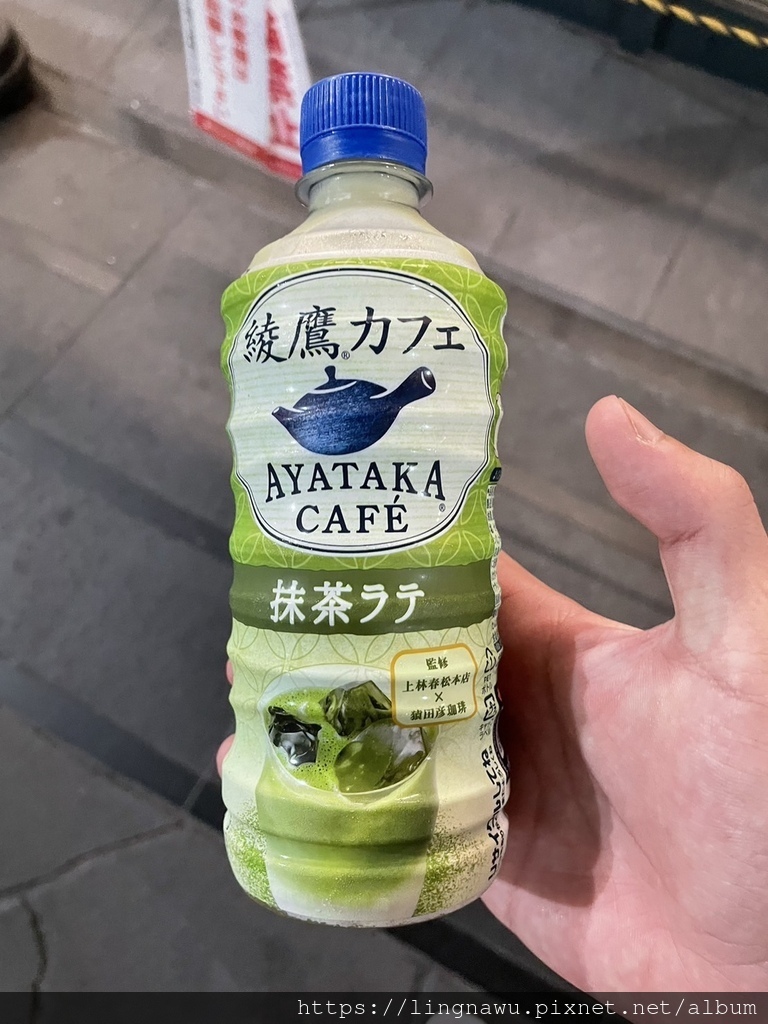 綾鷹®カフェ
AYATAKA®
CAFÉ
抹茶ラテ
監修
上林春松本店
×
猿田彦珈琲
https://lingnawu.pixnet.net/album